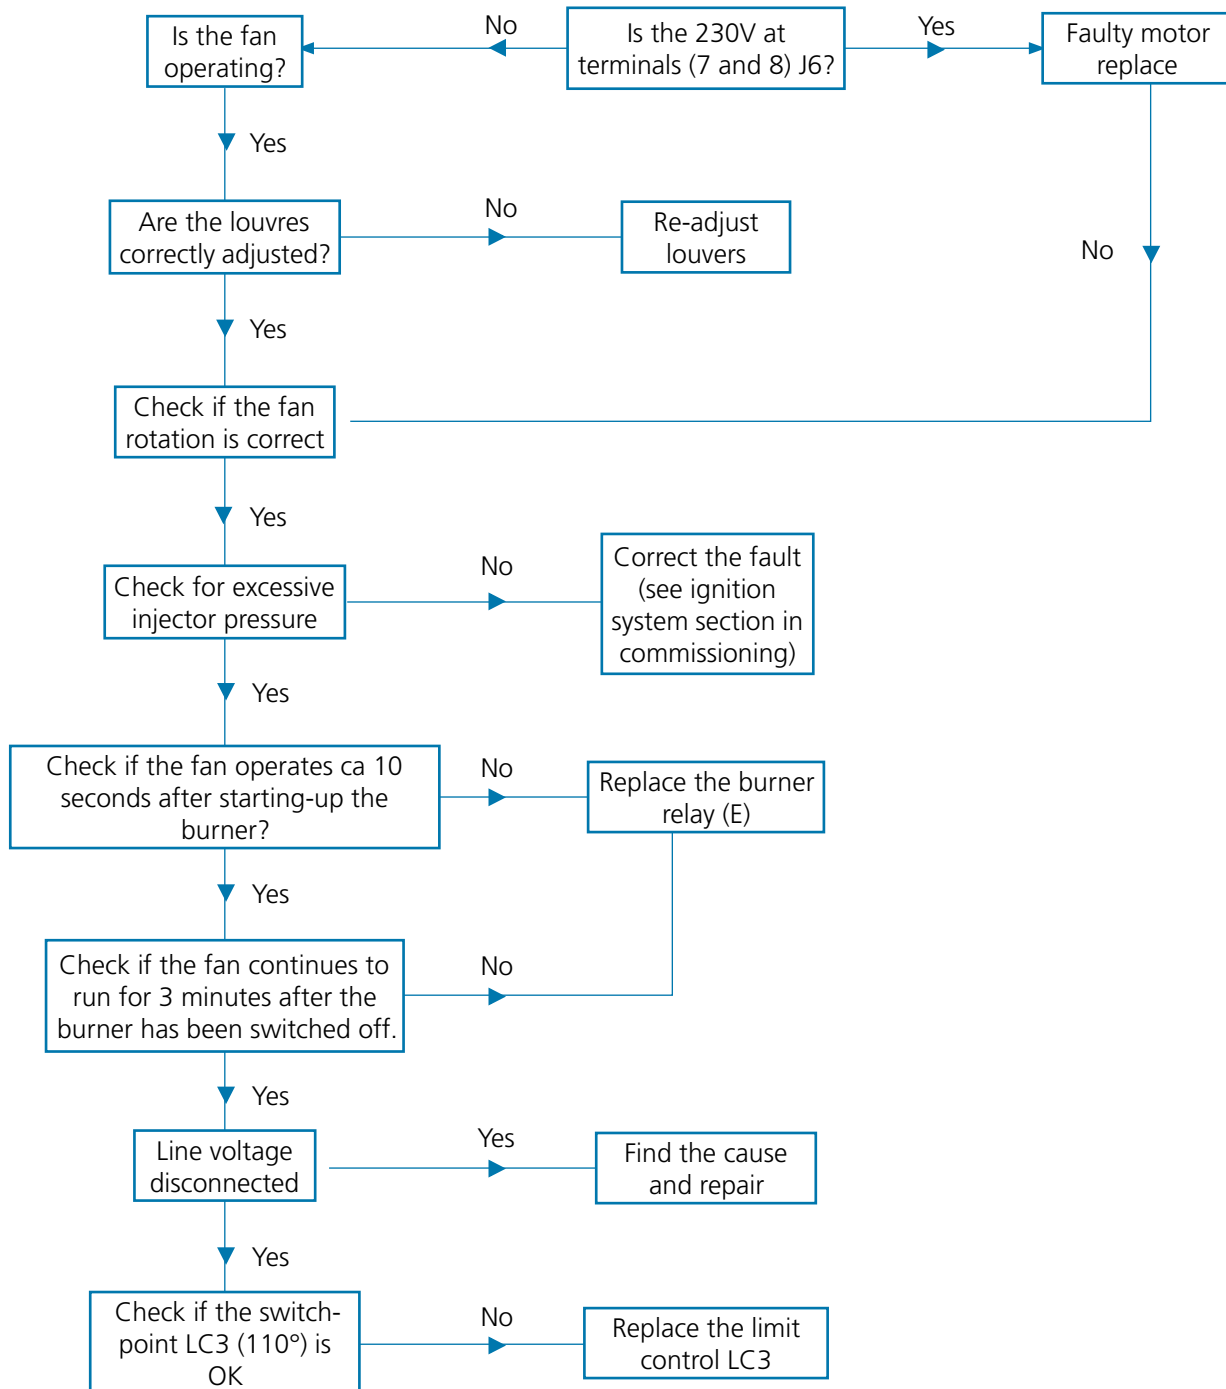 Is the fan
operating?
No
Is the 230V at
terminals (7 and 8) J6?
Yes
Faulty motor
replace
Yes
Are the louvres
correctly adjusted?
No
Re-adjust
louvers
No
Yes
Check if the fan
rotation is correct
Yes
Check for excessive
injector pressure
No
Correct the fault
(see ignition
system section in
commissioning)
Yes
Check if the fan operates ca 10
seconds after starting-up the
burner?
No
Replace the burner
relay (E)
Yes
Check if the fan continues to
run for 3 minutes after the
burner has been switched off.
No
Yes
Line voltage
disconnected
Yes
Find the cause
and repair
Yes
Check if the switch-
point LC3 (110°) is
OK
No
Replace the limit
control LC3